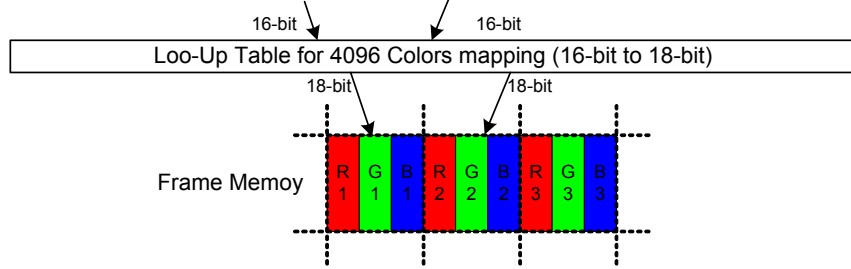 16-bit 16-bit
Loo-Up Table for 4096 Colors mapping (16-bit to 18-bit)
18-bit 18-bit
R G B R G B R G B
Frame Memoy
1 1 1 2 2 2 3 3 3